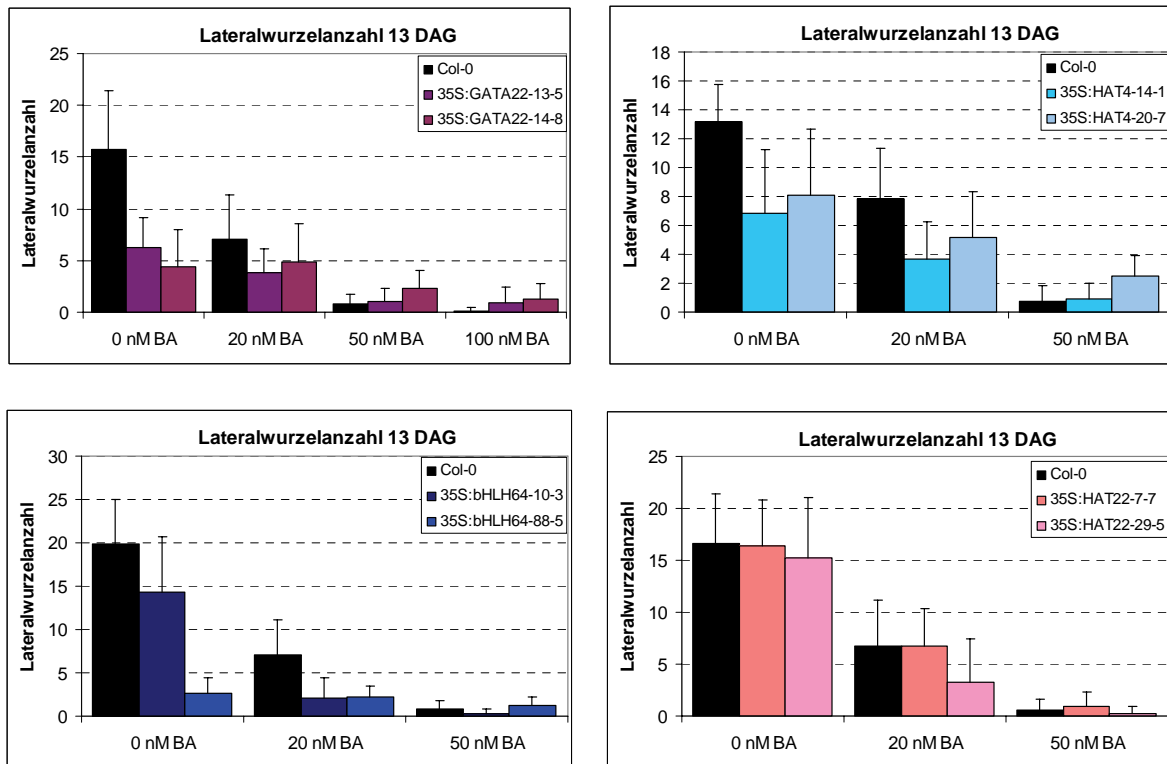 Lateralwurzelanzahl 13 DAG
Lateralwurzelanzahl
25
20
15
10
5
0
Col-0
35S:GATA22-13-5
35S:GATA22-14-8
0 nM BA 20 nM BA 50 nM BA 100 nM BA
Lateralwurzelanzahl 13 DAG
Lateralwurzelanzahl
18
16
14
12
10
8
6
4
2
0
Col-0
35S:HAT4-14-1
35S:HAT4-20-7
0 nM BA 20 nM BA 50 nM BA
Lateralwurzelanzahl 13 DAG
Lateralwurzelanzahl
30
25
20
15
10
5
0
Col-0
35S:bHLH64-10-3
35S:bHLH64-88-5
0 nM BA 20 nM BA 50 nM BA
Lateralwurzelanzahl 13 DAG
Lateralwurzelanzahl
25
20
15
10
5
0
Col-0
35S:HAT22-7-7
35S:HAT22-29-5
0 nM BA 20 nM BA 50 nM BA